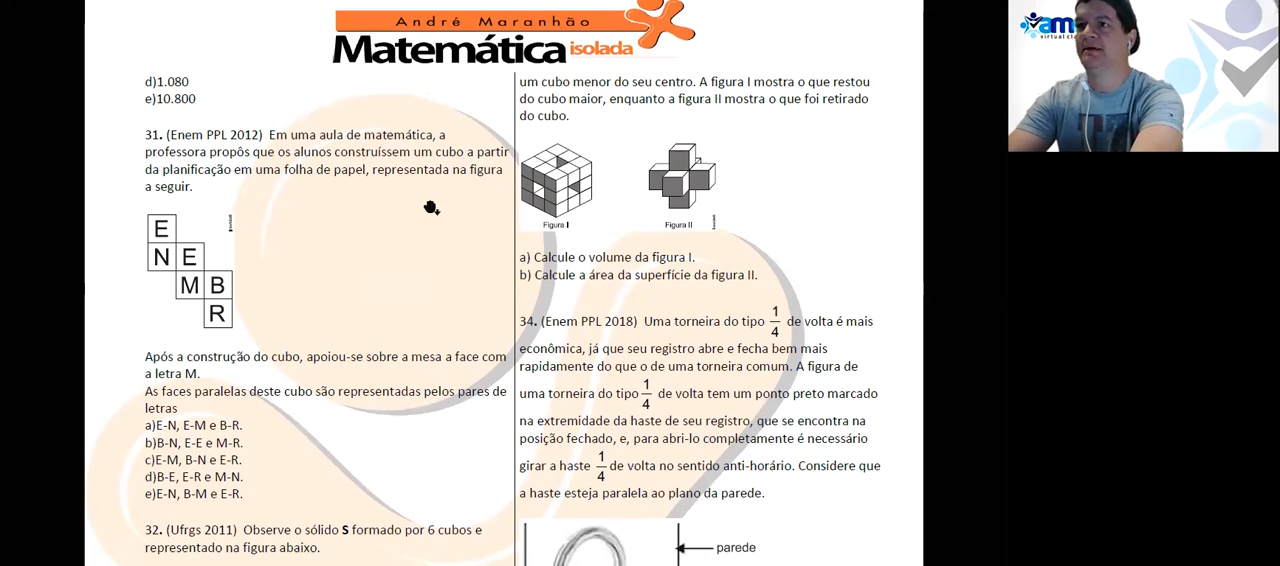 André Maranhão
Matemática isolada
d)1.080
e)10.800
31. (Enem PPL 2012) Em uma aula de matemática, a
professora propôs que os alunos construíssem um cubo a partir
da planificação em uma folha de papel, representada na figura
a seguir.
E
N E
M B
R
Após a construção do cubo, apoiou-se sobre a mesa a face com
a letra M.
As faces paralelas deste cubo são representadas pelos pares de
letras
a)E-N, E-M e B-R.
b)B-N, E-E e M-R.
c)E-M, B-N e E-R.
d)B-E, E-R e M-N.
e)E-N, B-M e E-R.
32. (Ufrgs 2011) Observe o sólido S formado por 6 cubos e
representado na figura abaixo.
um cubo menor do seu centro. A figura I mostra o que restou
do cubo maior, enquanto a figura II mostra o que foi retirado
do cubo.
Figura I Figura II
a) Calcule o volume da figura I.
b) Calcule a área da superfície da figura II.
34. (Enem PPL 2018) Uma torneira do tipo 1/4 de volta é mais
econômica, já que seu registro abre e fecha bem mais
rapidamente do que o de uma torneira comum. A figura de
uma torneira do tipo 1/4 de volta tem um ponto preto marcado
na extremidade da haste de seu registro, que se encontra na
posição fechado, e, para abri-lo completamente é necessário
girar a haste 1/4 de volta no sentido anti-horário. Considere que
a haste esteja paralela ao plano da parede.
parede
am